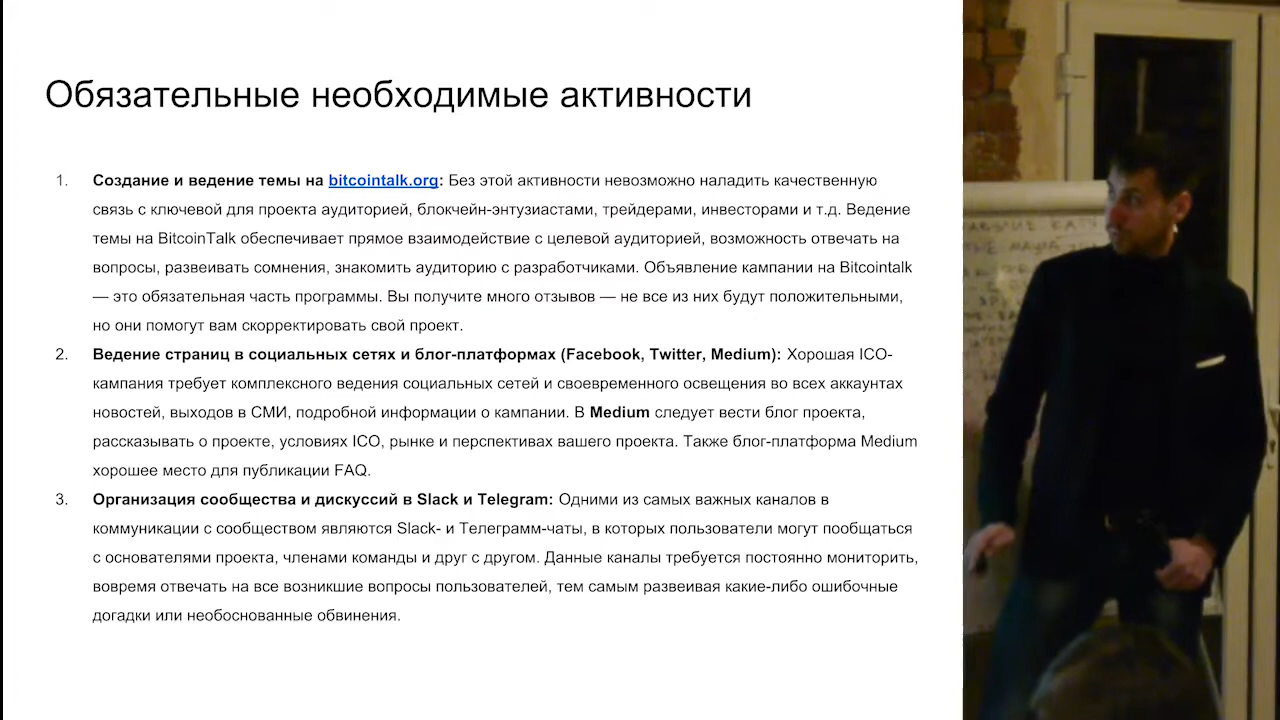 Обязательные необходимые активности
1. Создание и ведение темы на bitcointalk.org: Без этой активности невозможно наладить качественную
связь с ключевой для проекта аудиторией, блокчейн-энтузиастами, трейдерами, инвесторами и т.д. Ведение
темы на BitcoinTalk обеспечивает прямое взаимодействие с целевой аудиторией, возможность отвечать на
вопросы, развеивать сомнения, знакомить аудиторию с разработчиками. Объявление кампании на Bitcointalk
— это обязательная часть программы. Вы получите много отзывов — не все из них будут положительными,
но они помогут вам скорректировать свой проект.
2. Ведение страниц в социальных сетях и блог-платформах (Facebook, Twitter, Medium): Хорошая ICO-
кампания требует комплексного ведения социальных сетей и своевременного освещения во всех аккаунтах
новостей, выходов в СМИ, подробной информации о кампании. В Medium следует вести блог проекта,
рассказывать о проекте, условиях ICO, рынке и перспективах вашего проекта. Также блог-платформа Medium
хорошее место для публикации FAQ.
3. Организация сообщества и дискуссий в Slack и Telegram: Одними из самых важных каналов в
коммуникации с сообществом являются Slack- и Телеграмм-чаты, в которых пользователи могут пообщаться
с основателями проекта, членами команды и друг с другом. Данные каналы требуется постоянно мониторить,
вовремя отвечать на все возникшие вопросы пользователей, тем самым развеивая какие-либо ошибочные
догадки или необоснованные обвинения.